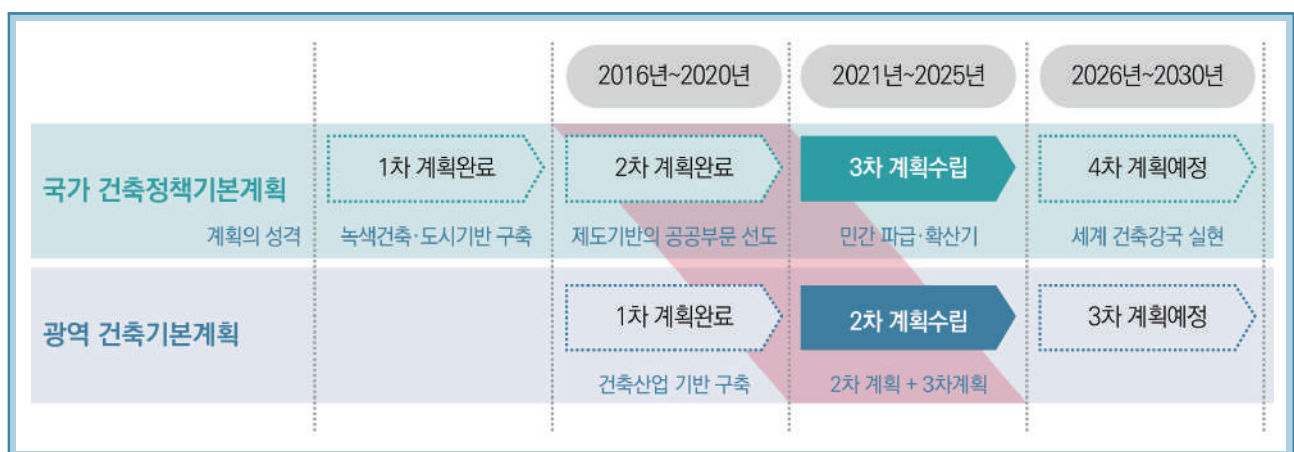 2016년~2020년
2021년~2025년
2026년~2030년
국가 건축정책기본계획
계획의 성격
1차 계획완료
2차 계획완료
3차 계획수립
4차 계획예정
녹색건축·도시기반 구축
제도기반의 공공부문 선도
민간 파급·확산기
세계 건축강국 실현
광역 건축기본계획
1차 계획완료
2차 계획수립
3차 계획예정
건축산업 기반 구축
2차 계획 + 3차계획